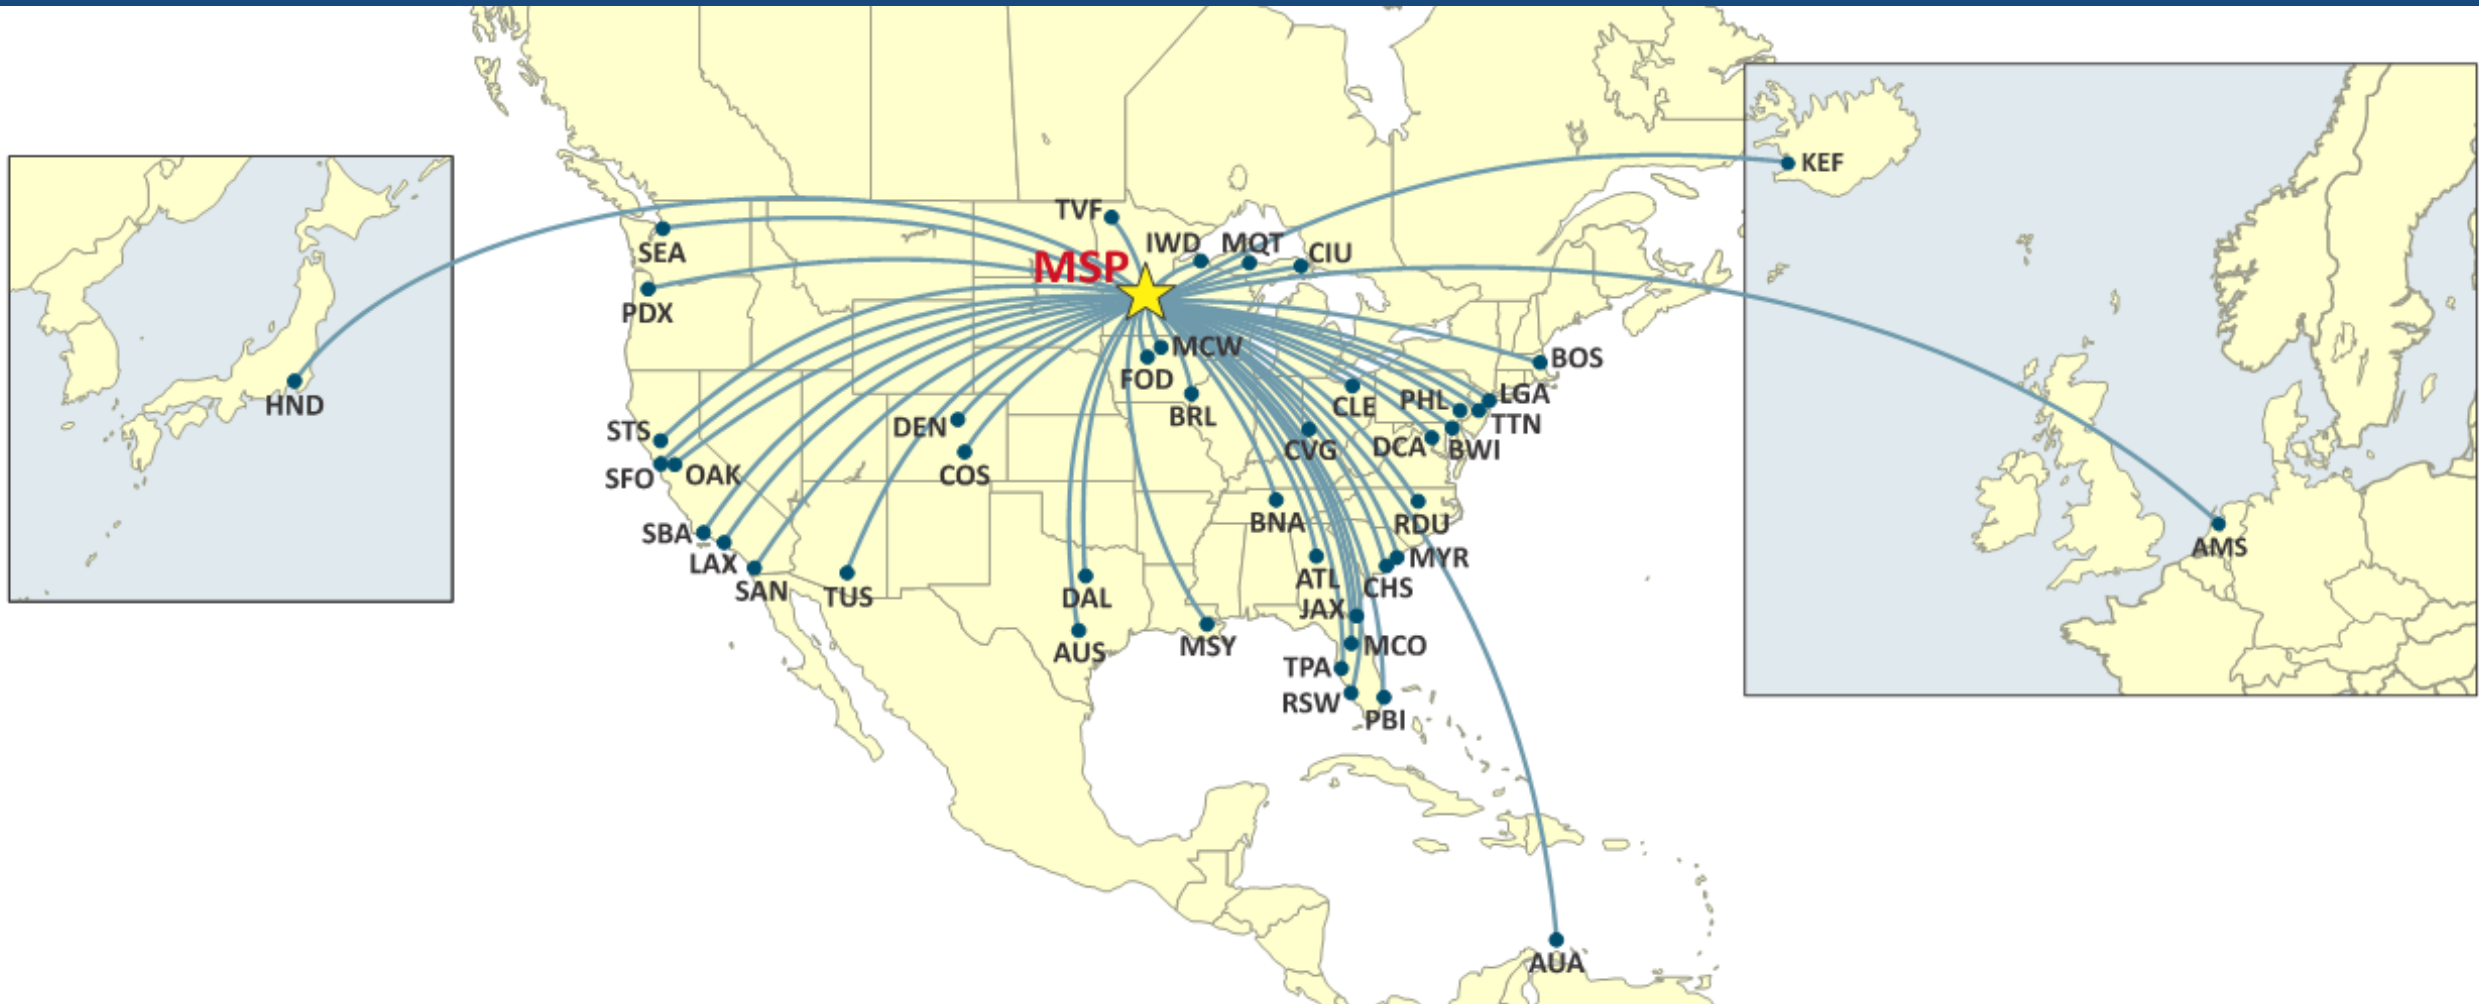 KEF
TVF
IWD
MQT
CIU
SEA
MSP
PDX
MCW
BOS
FOD
HND
BRL
CLE
PHL
LGA
TTN
STS
DEN
CVG
DCA
BWI
SFO
OAK
COS
BNA
RDU
SBA
AMS
LAX
MYR
SAN
TUS
DAL
ATL
CHS
JAX
AUS
MSY
MCO
TPA
RSW
PBI
AUA